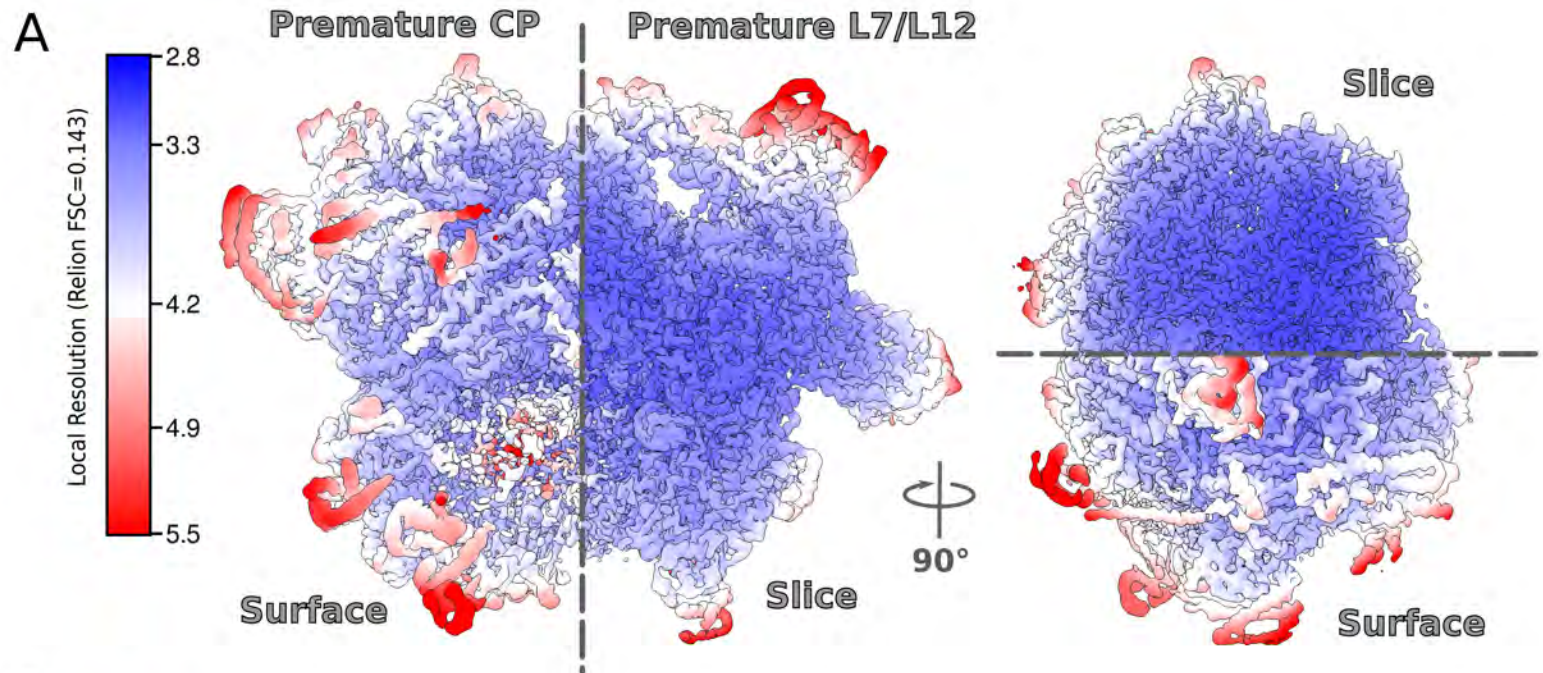 A
Premature CP
Premature L7/L12
Local Resolution (Relion FSC=0.143)
2.8
3.3
4.2
4.9
5.5
Surface
Slice
90°
Slice
Surface